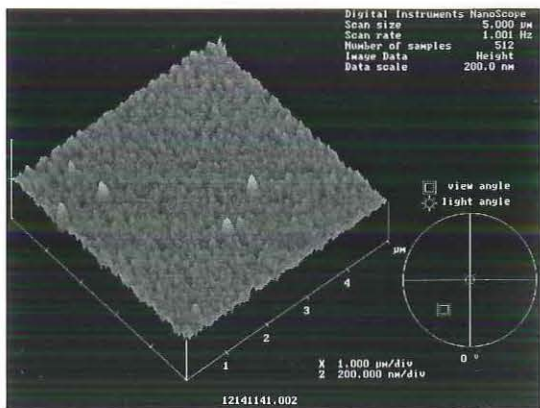 Digital Instruments NanoScope
Scan size 5.000 µm
Scan rate 1.001 Hz
Number of samples 512
Image Data Height
Data scale 200.0 nm
view angle
light angle
µm
4
3
2
1
0 °
X 1.000 µm/div
Z 200.000 nm/div
12141141.002